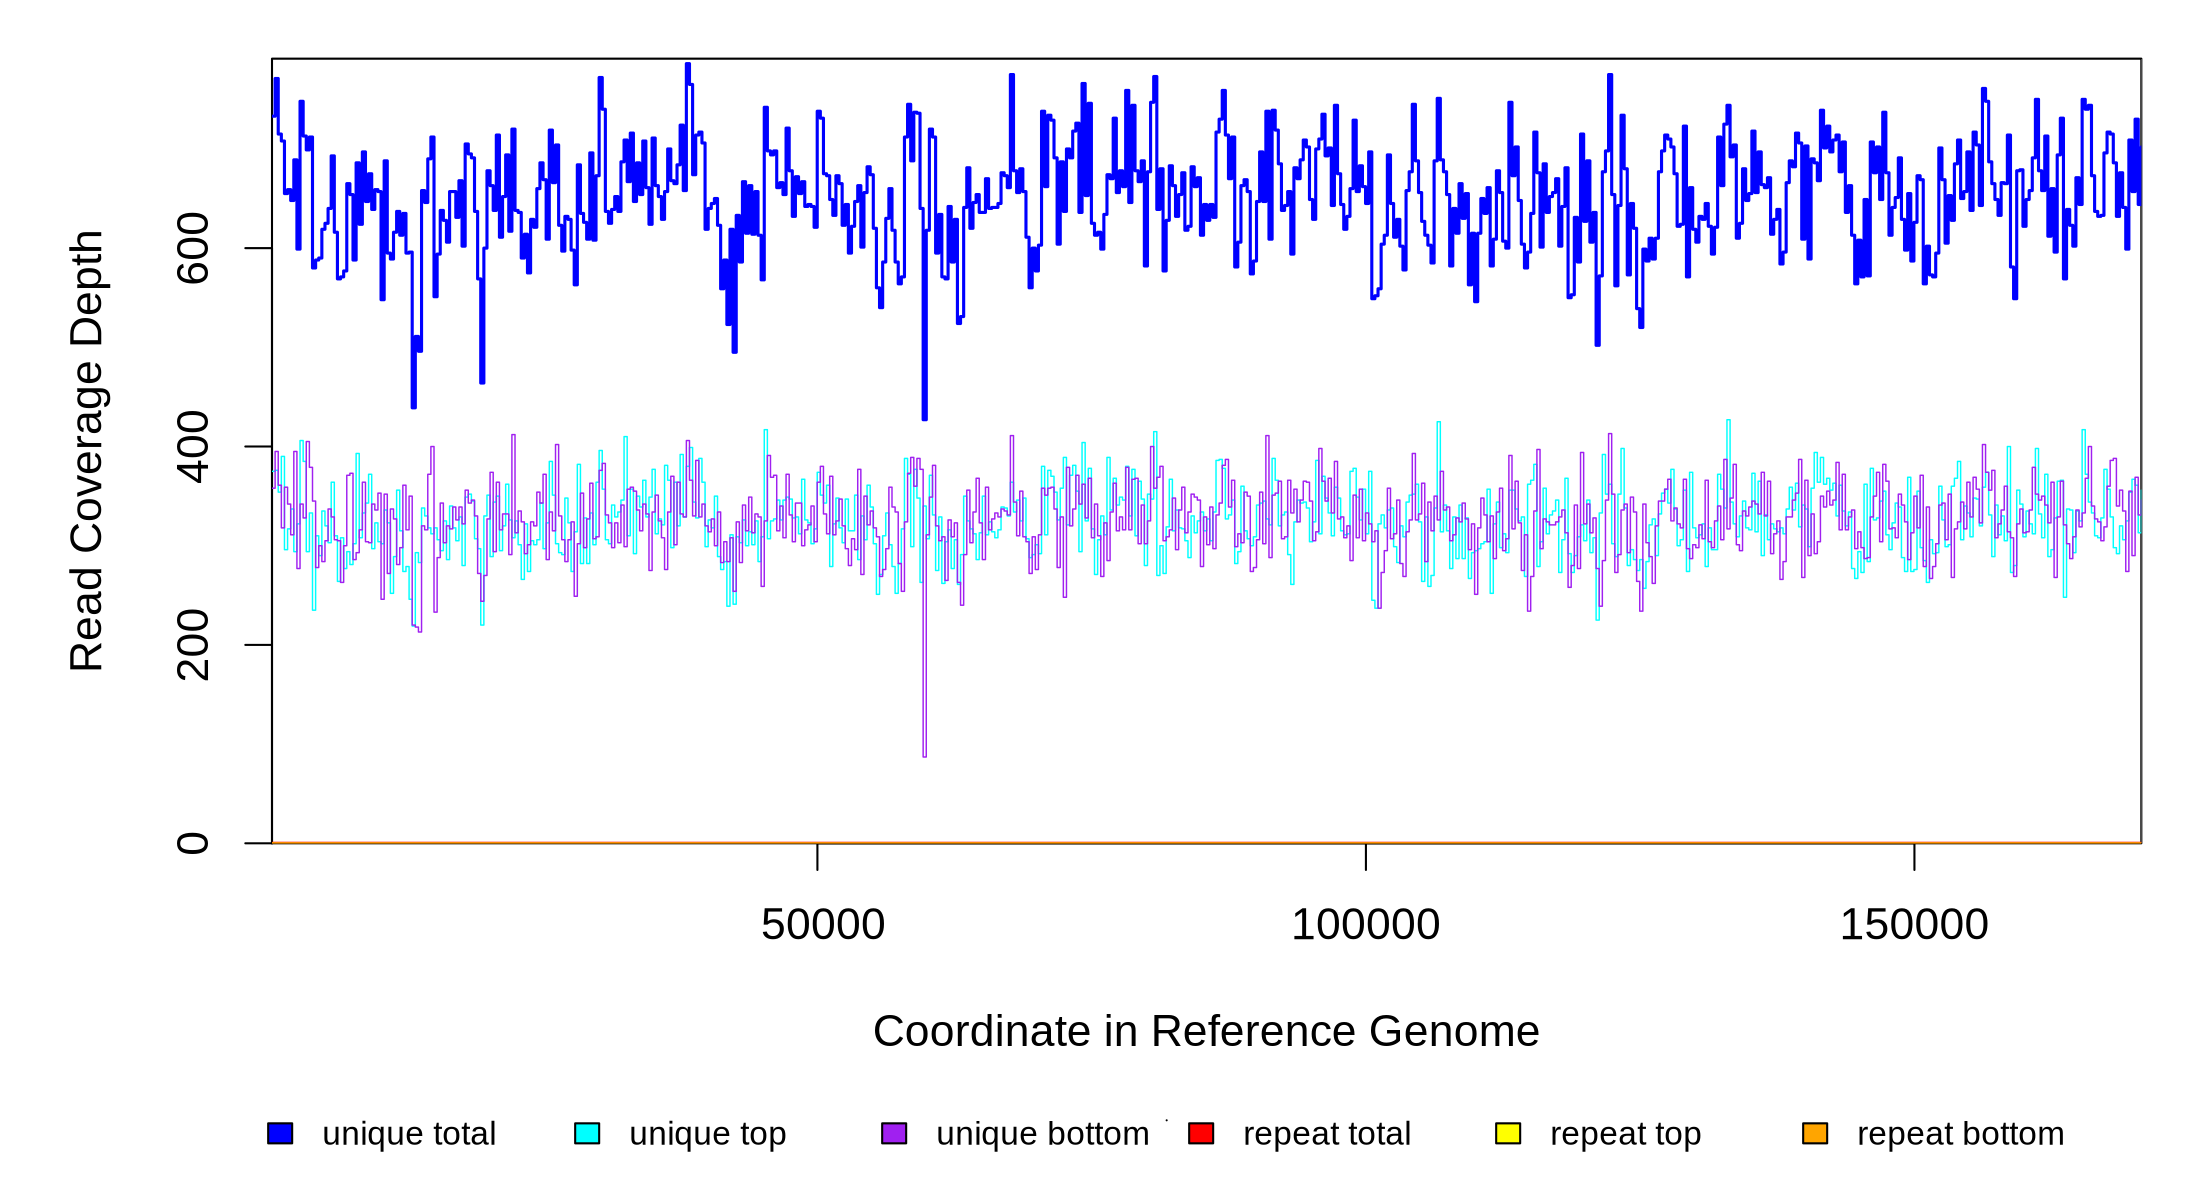 Read Coverage Depth
600
400
200
0
50000 100000 150000
Coordinate in Reference Genome
unique total unique top unique bottom repeat total repeat top repeat bottom